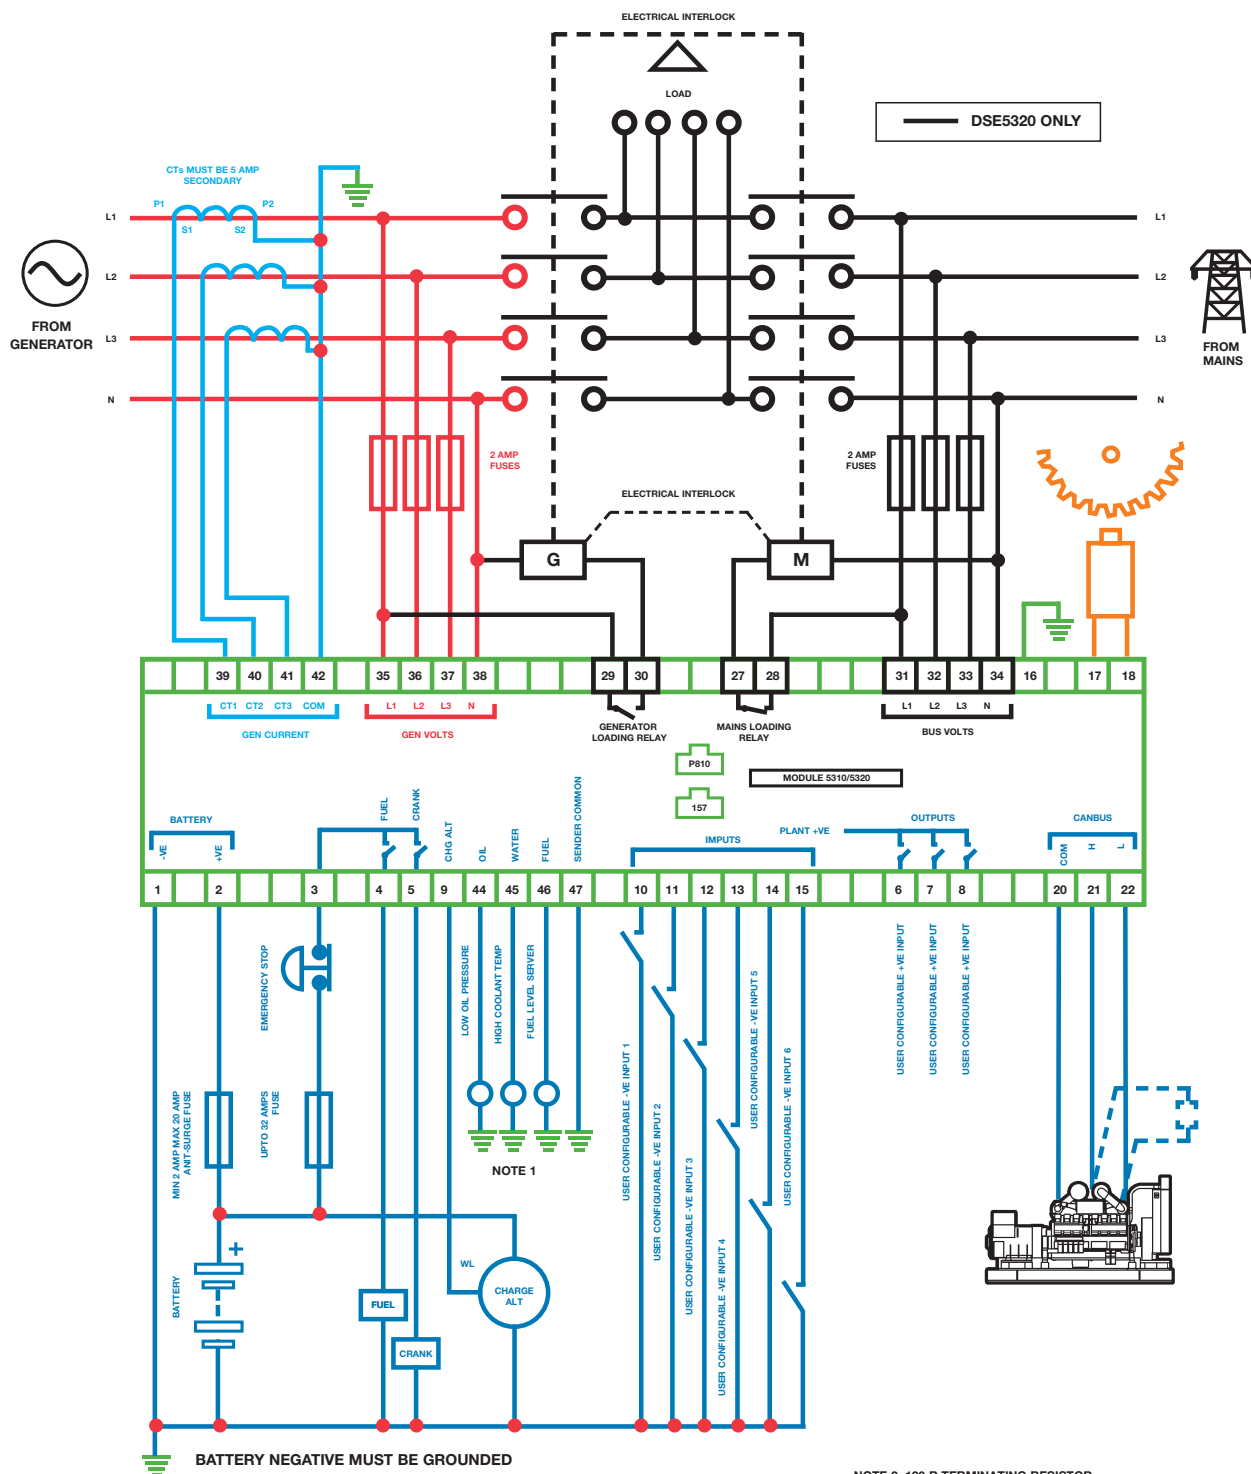 ELECTRICAL INTERLOCK
LOAD
DSE5320 ONLY
CTs MUST BE 5 AMP
SECONDARY
P1
P2
S1
S2
L1
L2
L3
N
FROM
GENERATOR
L1
L2
L3
N
FROM
MAINS
2 AMP
FUSES
2 AMP
FUSES
ELECTRICAL INTERLOCK
G
M
39 40 41 42 35 36 37 38 29 30 27 28 31 32 33 34 16 17 18
CT1 CT2 CT3 COM
L1 L2 L3 N
L1 L2 L3 N
GEN CURRENT
GEN VOLTS
GENERATOR
LOADING RELAY
MAINS LOADING
RELAY
BUS VOLTS
P810
MODULE 5310/5320
157
BATTERY
-VE
+VE
FUEL
CRANK
CHG ALT
OIL
WATER
FUEL
SENDER COMMON
IMPUTS
PLANT +VE
OUTPUTS
CANBUS
COM
H
L
1 2 3 4 5 9 44 45 46 47 10 11 12 13 14 15 6 7 8 20 21 22
EMERGENCY STOP
LOW OIL PRESSURE
HIGH COOLANT TEMP
FUEL LEVEL SERVER
USER CONFIGURABLE -VE INPUT 1
USER CONFIGURABLE -VE INPUT 2
USER CONFIGURABLE -VE INPUT 3
USER CONFIGURABLE -VE INPUT 4
USER CONFIGURABLE -VE INPUT 5
USER CONFIGURABLE -VE INPUT 6
USER CONFIGURABLE +VE INPUT
USER CONFIGURABLE +VE INPUT
USER CONFIGURABLE +VE INPUT
MIN 2 AMP MAX 20 AMP
ANIT-SURGE FUSE
UPTO 32 AMPS
FUSE
NOTE 1
BATTERY
+
WL
CHARGE
ALT
FUEL
CRANK
BATTERY NEGATIVE MUST BE GROUNDED
TERMINATING RESISTOR